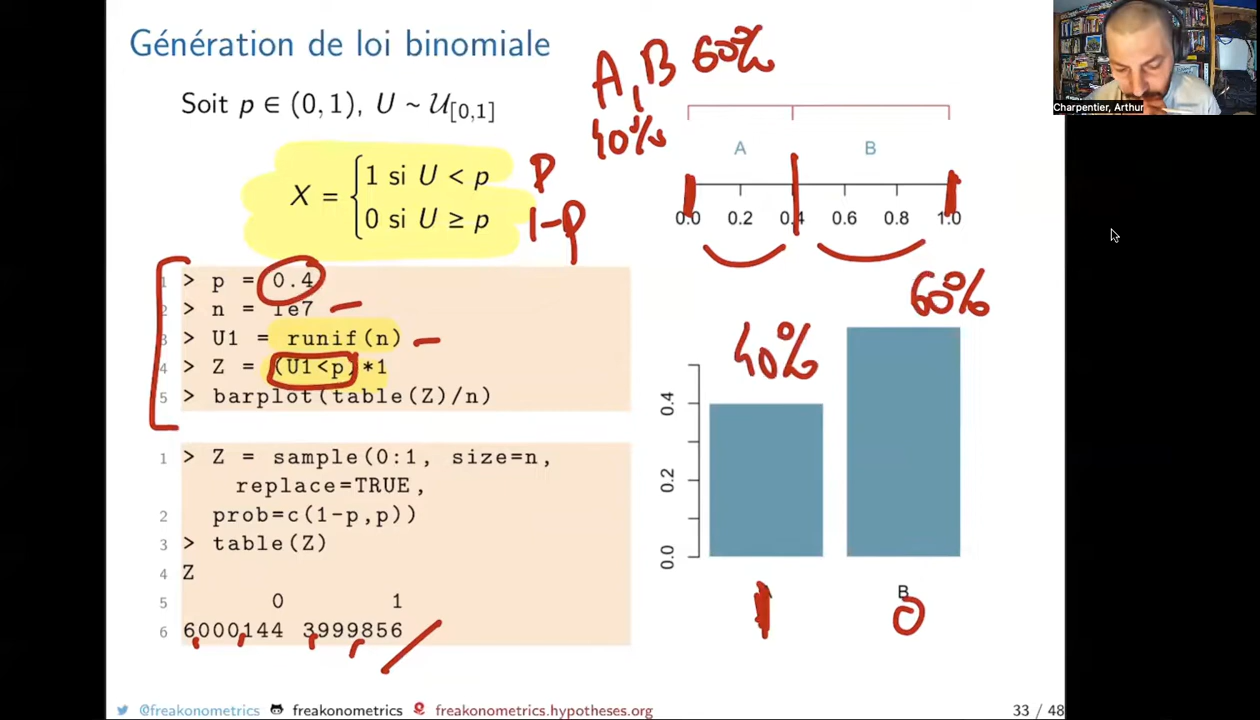 Génération de loi binomiale
Soit p ∈ (0, 1), U ~ U[0,1]
X = { 1 si U < p
0 si U ≥ p
p
1-p
A, B 60%
40%
A B
0.0 0.2 0.4 0.6 0.8 1.0
1 > p = 0.4
2 > n = 1e7
3 > U1 = runif(n)
4 > Z = (U1<p)*1
5 > barplot(table(Z)/n)
1 > Z = sample(0:1, size=n,
replace=TRUE,
2 prob=c(1-p,p))
3 > table(Z)
4 Z
5 0 1
6 6000144 3999856
40%
60%
0.4
0.2
0.0
B
1 0
Charpentier, Arthur
@freakonometrics freakonometrics freakonometrics.hypotheses.org 33 / 48